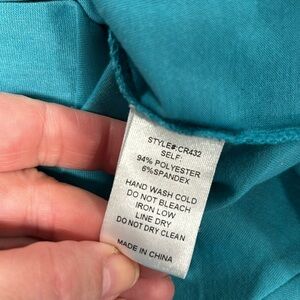 STYLE#:CR432
SELF:
94% POLYESTER
6%SPANDEX
HAND WASH COLD
DO NOT BLEACH
IRON LOW
LINE DRY
DO NOT DRY CLEAN
MADE IN CHINA